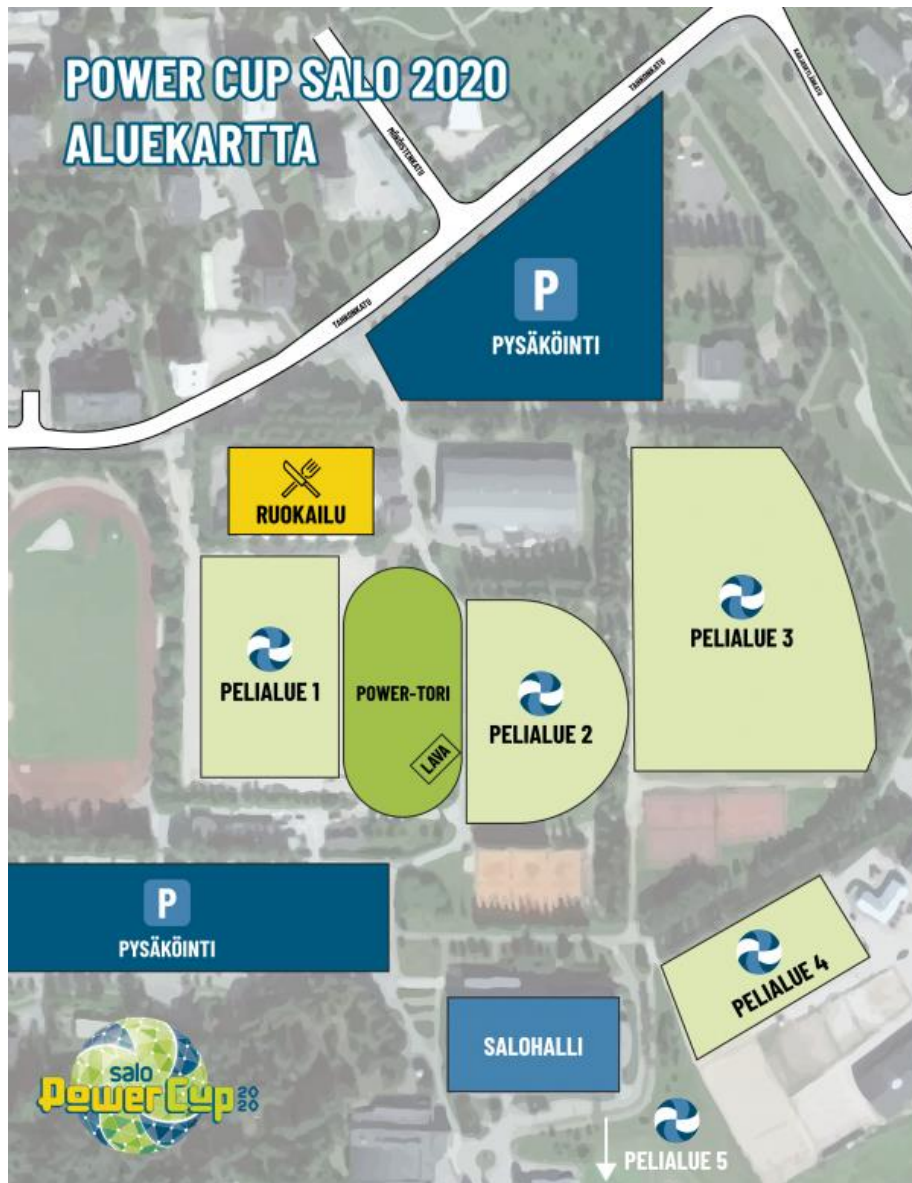 POWER CUP SALO 2020
ALUEKARTTA
TAHKONKATU
P
PYSÄKÖINTI
TAHKONKATU
RUOKAILU
PELIALUE 1
POWER-TORI
LAVA
PELIALUE 2
PELIALUE 3
P
PYSÄKÖINTI
PELIALUE 4
SALOHALLI
salo
PowerCup 2020
PELIALUE 5